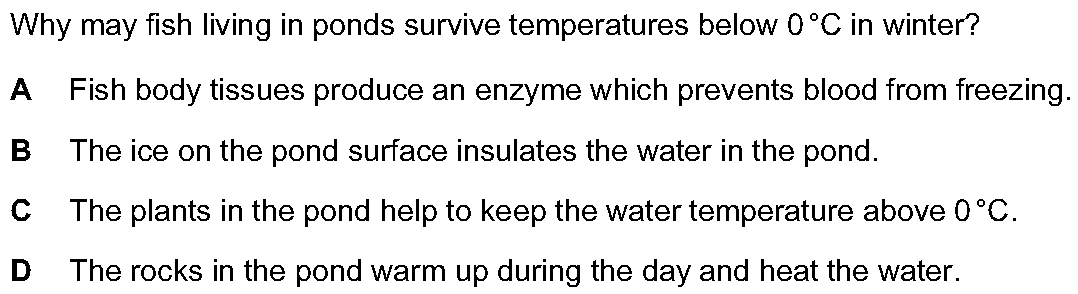 Why may fish living in ponds survive temperatures below 0 °C in winter?
A Fish body tissues produce an enzyme which prevents blood from freezing.
B The ice on the pond surface insulates the water in the pond.
C The plants in the pond help to keep the water temperature above 0 °C.
D The rocks in the pond warm up during the day and heat the water.